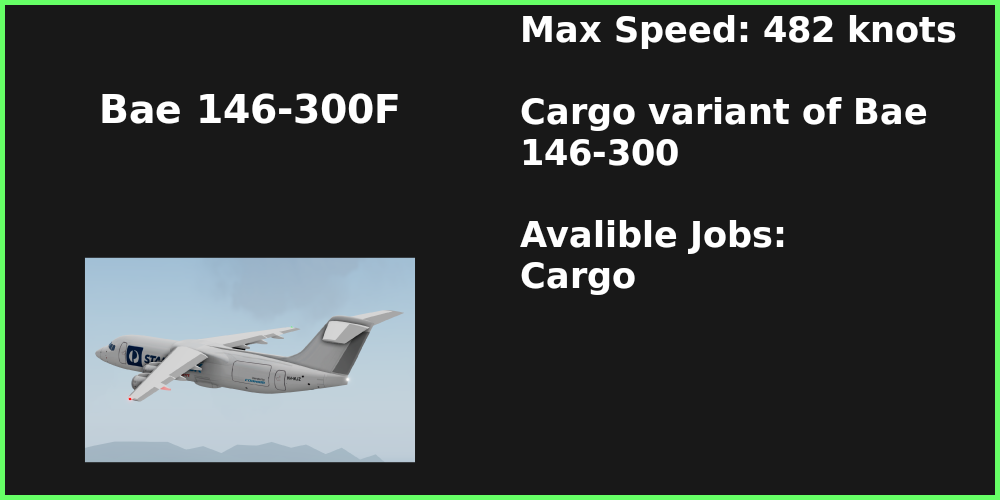 Bae 146-300F
Max Speed: 482 knots
Cargo variant of Bae
146-300
Avalible Jobs:
Cargo